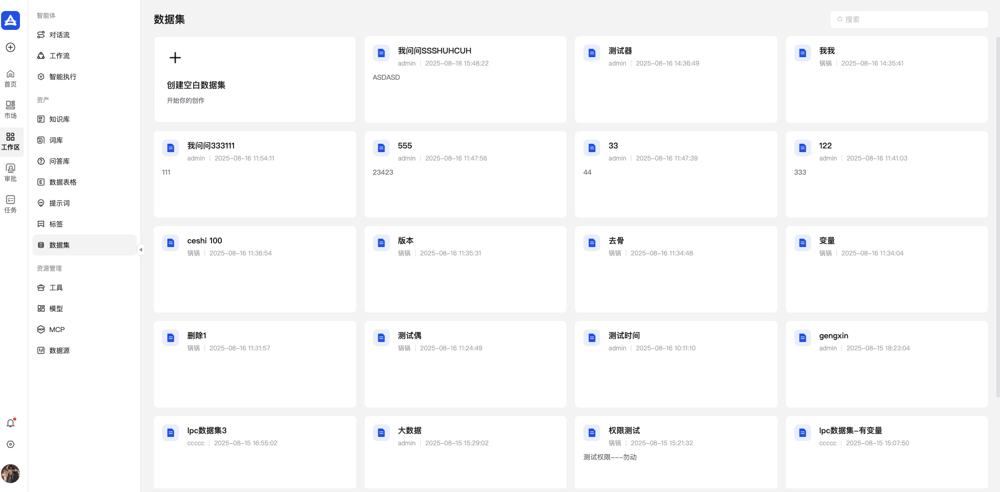 首页
市场
工作区
审批
任务
智能体
对话流
工作流
智能执行
资产
知识库
词库
问答库
数据表格
提示词
标签
数据集
资源管理
工具
模型
MCP
数据源
数据集
搜索
创建空白数据集
开始你的创作
我问问SSSHUHCUH
admin | 2025-08-18 15:48:22
ASDASD
测试器
admin | 2025-08-16 14:36:49
我我
锅锅 | 2025-08-16 14:35:41
我问问333111
admin | 2025-08-16 11:54:11
111
555
admin | 2025-08-16 11:47:56
23423
33
admin | 2025-08-16 11:47:39
44
122
admin | 2025-08-16 11:41:03
333
ceshi 100
锅锅 | 2025-08-16 11:36:54
版本
锅锅 | 2025-08-16 11:35:31
去骨
锅锅 | 2025-08-16 11:34:48
变量
锅锅 | 2025-08-16 11:34:04
删除1
锅锅 | 2025-08-16 11:31:57
测试偶
锅锅 | 2025-08-16 11:24:49
测试时间
admin | 2025-08-16 10:11:10
gengxin
admin | 2025-08-15 18:23:04
lpc数据集3
ccccc | 2025-08-15 16:55:02
大数据
admin | 2025-08-15 15:29:02
权限测试
锅锅 | 2025-08-15 15:21:32
测试权限---勿动
lpc数据集-有变量
ccccc | 2025-08-15 15:07:50